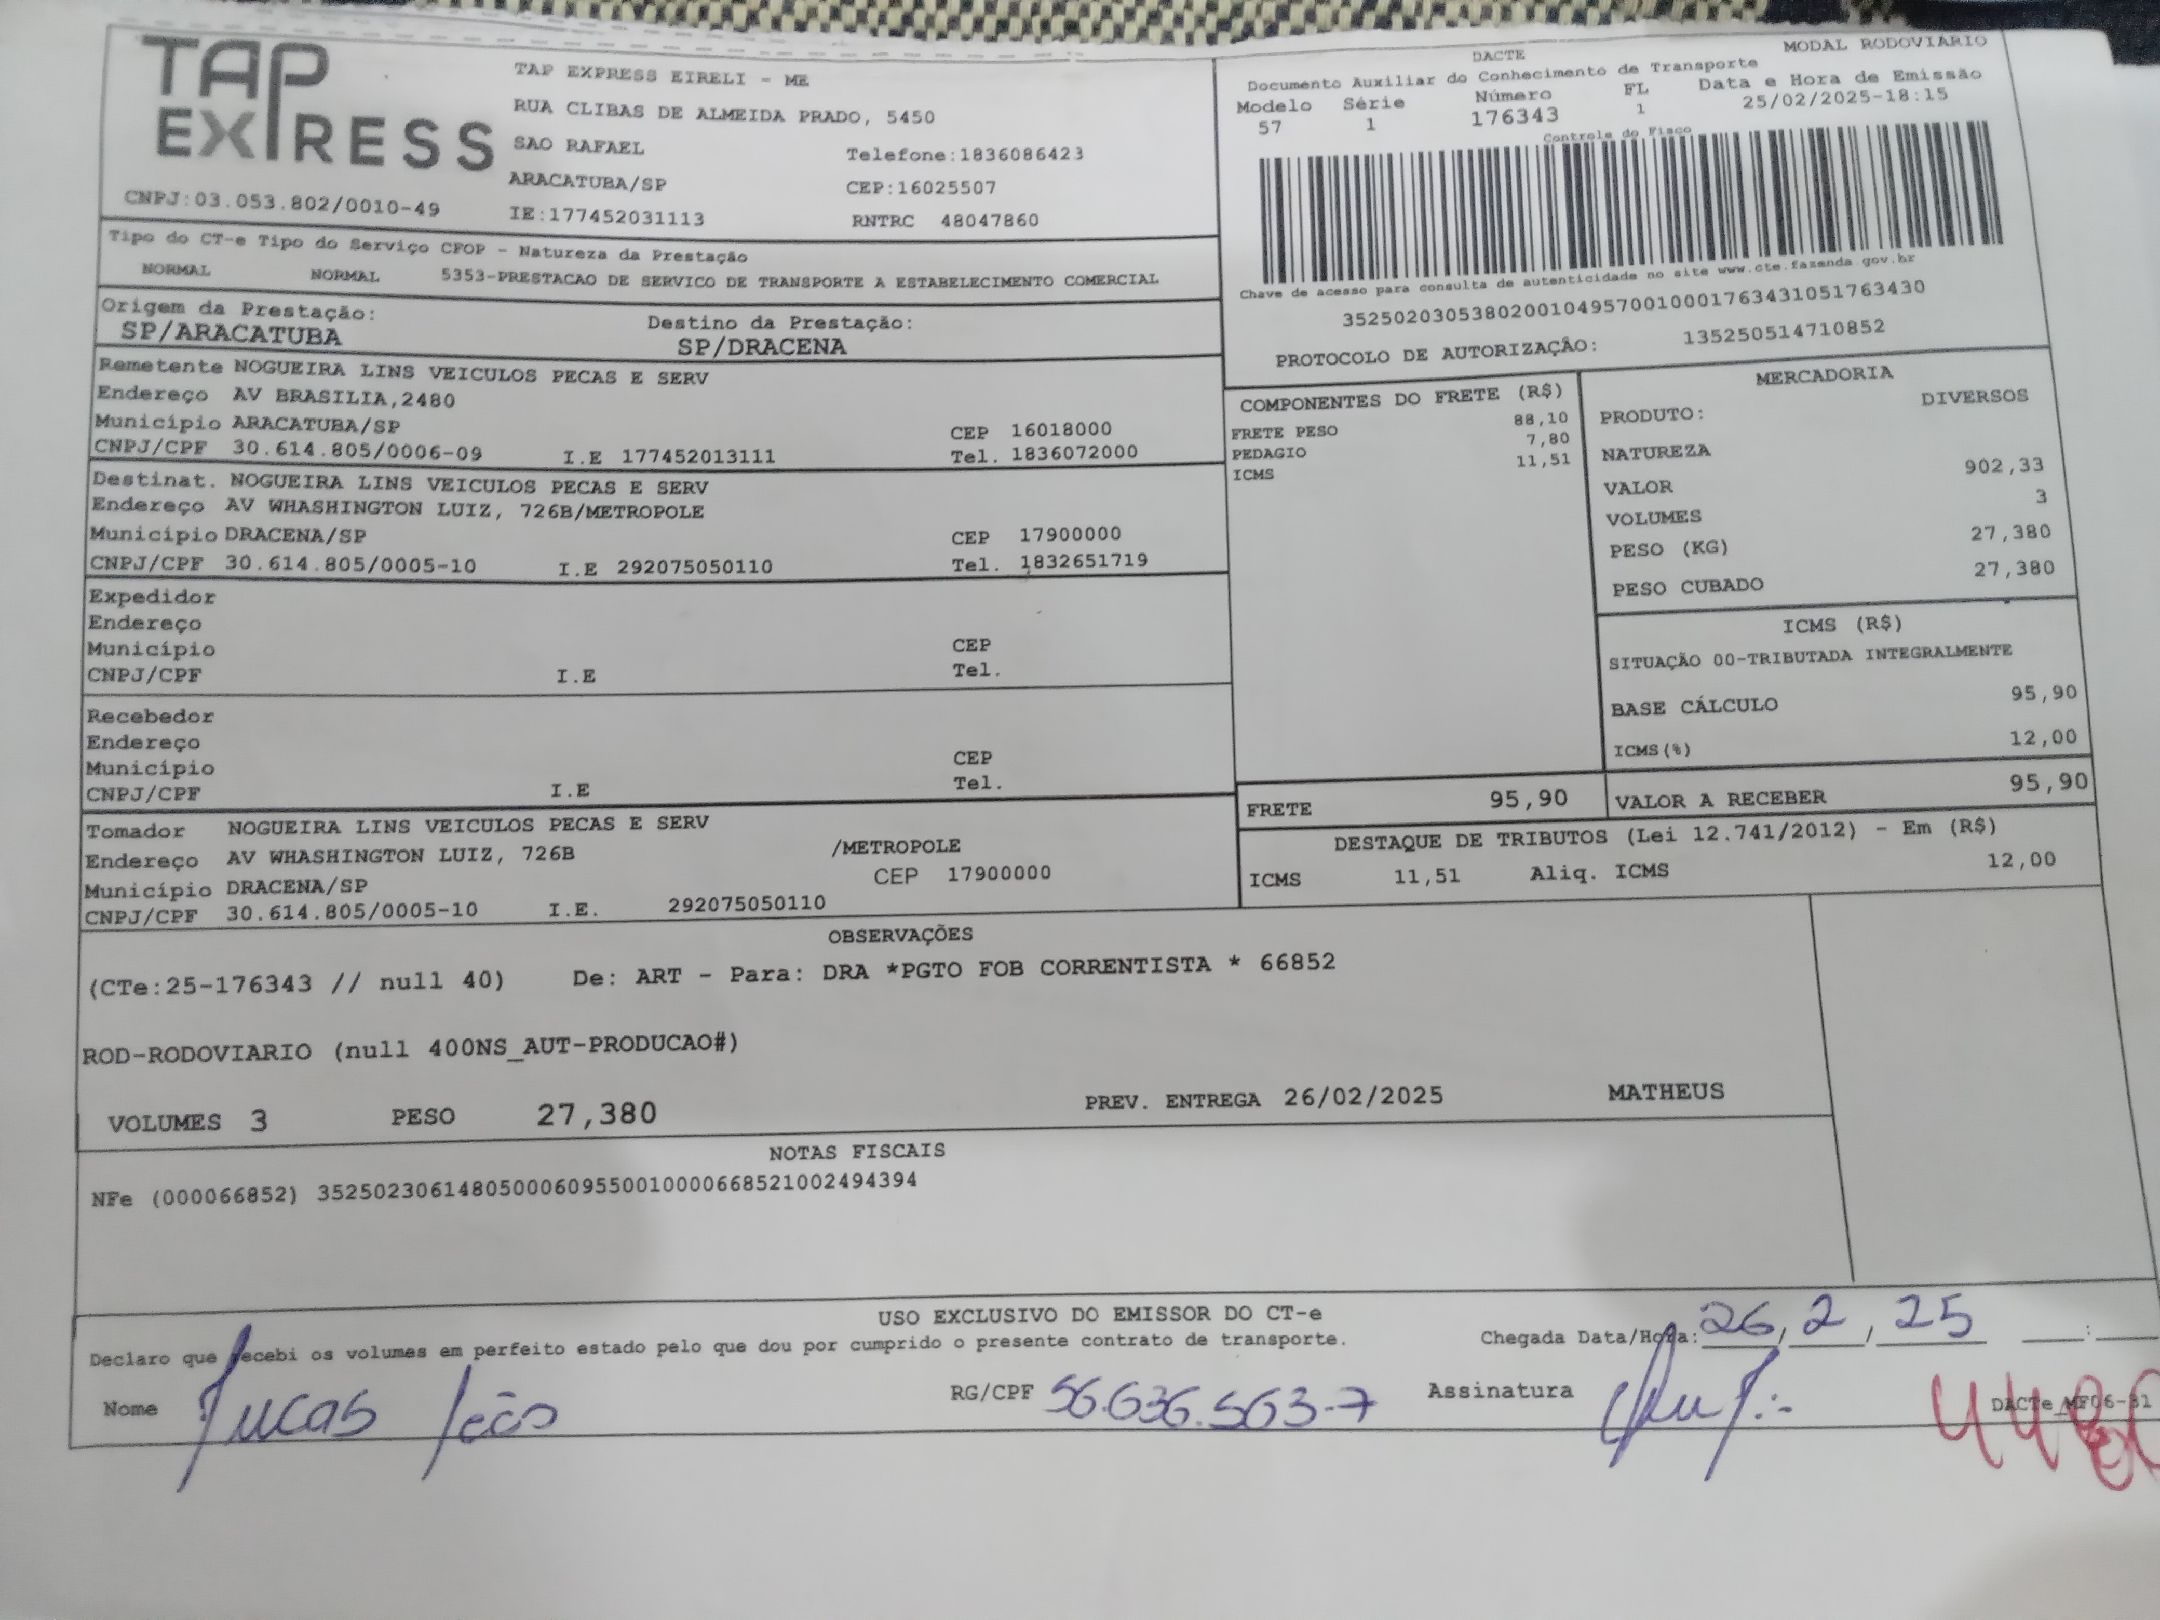 TAP
EXPRESS
CNPJ:03.053.802/0010-49
TAP EXPRESS EIRELI - ME
RUA CLIBAS DE ALMEIDA PRADO, 5450
SAO RAFAEL Telefone:1836086423
ARACATUBA/SP CEP:16025507
IE:177452031113 RNTRC 48047860
DACTE MODAL RODOVIARIO
Documento Auxiliar do Conhecimento de Transporte
Modelo Série Número FL Data e Hora de Emissão
57 1 176343 1 25/02/2025-18:15
Controle do Fisco
Chave de acesso para consulta de autenticidade no site www.cte.fazenda.gov.br
35250203053802001049570010001763431051763430
PROTOCOLO DE AUTORIZAÇÃO: 135250514710852
Tipo do CT-e Tipo do Serviço CFOP - Natureza da Prestação
NORMAL NORMAL 5353-PRESTACAO DE SERVICO DE TRANSPORTE A ESTABELECIMENTO COMERCIAL
Origem da Prestação: Destino da Prestação:
SP/ARACATUBA SP/DRACENA
Remetente NOGUEIRA LINS VEICULOS PECAS E SERV
Endereço AV BRASILIA,2480
Município ARACATUBA/SP CEP 16018000
CNPJ/CPF 30.614.805/0006-09 I.E 177452013111 Tel. 1836072000
Destinat. NOGUEIRA LINS VEICULOS PECAS E SERV
Endereço AV WHASHINGTON LUIZ, 726B/METROPOLE
Município DRACENA/SP CEP 17900000
CNPJ/CPF 30.614.805/0005-10 I.E 292075050110 Tel. 1832651719
Expedidor
Endereço
Município CEP
CNPJ/CPF I.E Tel.
Recebedor
Endereço
Município CEP
CNPJ/CPF I.E Tel.
Tomador NOGUEIRA LINS VEICULOS PECAS E SERV
Endereço AV WHASHINGTON LUIZ, 726B /METROPOLE
Município DRACENA/SP CEP 17900000
CNPJ/CPF 30.614.805/0005-10 I.E. 292075050110
COMPONENTES DO FRETE (R$)
FRETE PESO 88,10
PEDAGIO 7,80
ICMS 11,51
MERCADORIA
PRODUTO: DIVERSOS
NATUREZA
VALOR 902,33
VOLUMES 3
PESO (KG) 27,380
PESO CUBADO 27,380
ICMS (R$)
SITUAÇÃO 00-TRIBUTADA INTEGRALMENTE
BASE CÁLCULO 95,90
ICMS(%) 12,00
FRETE 95,90 VALOR A RECEBER 95,90
DESTAQUE DE TRIBUTOS (Lei 12.741/2012) - Em (R$)
ICMS 11,51 Aliq. ICMS 12,00
OBSERVAÇÕES
(CTe:25-176343 // null 40) De: ART - Para: DRA *PGTO FOB CORRENTISTA * 66852
ROD-RODOVIARIO (null 400NS_AUT-PRODUCAO#)
VOLUMES 3 PESO 27,380 PREV. ENTREGA 26/02/2025 MATHEUS
NOTAS FISCAIS
NFe (000066852) 35250230614805000609550010000668521002494394
USO EXCLUSIVO DO EMISSOR DO CT-e
Declaro que recebi os volumes em perfeito estado pelo que dou por cumprido o presente contrato de transporte. Chegada Data/Hora: 26/2/25 :
Nome Lucas RG/CPF 56.636.563-7 Assinatura